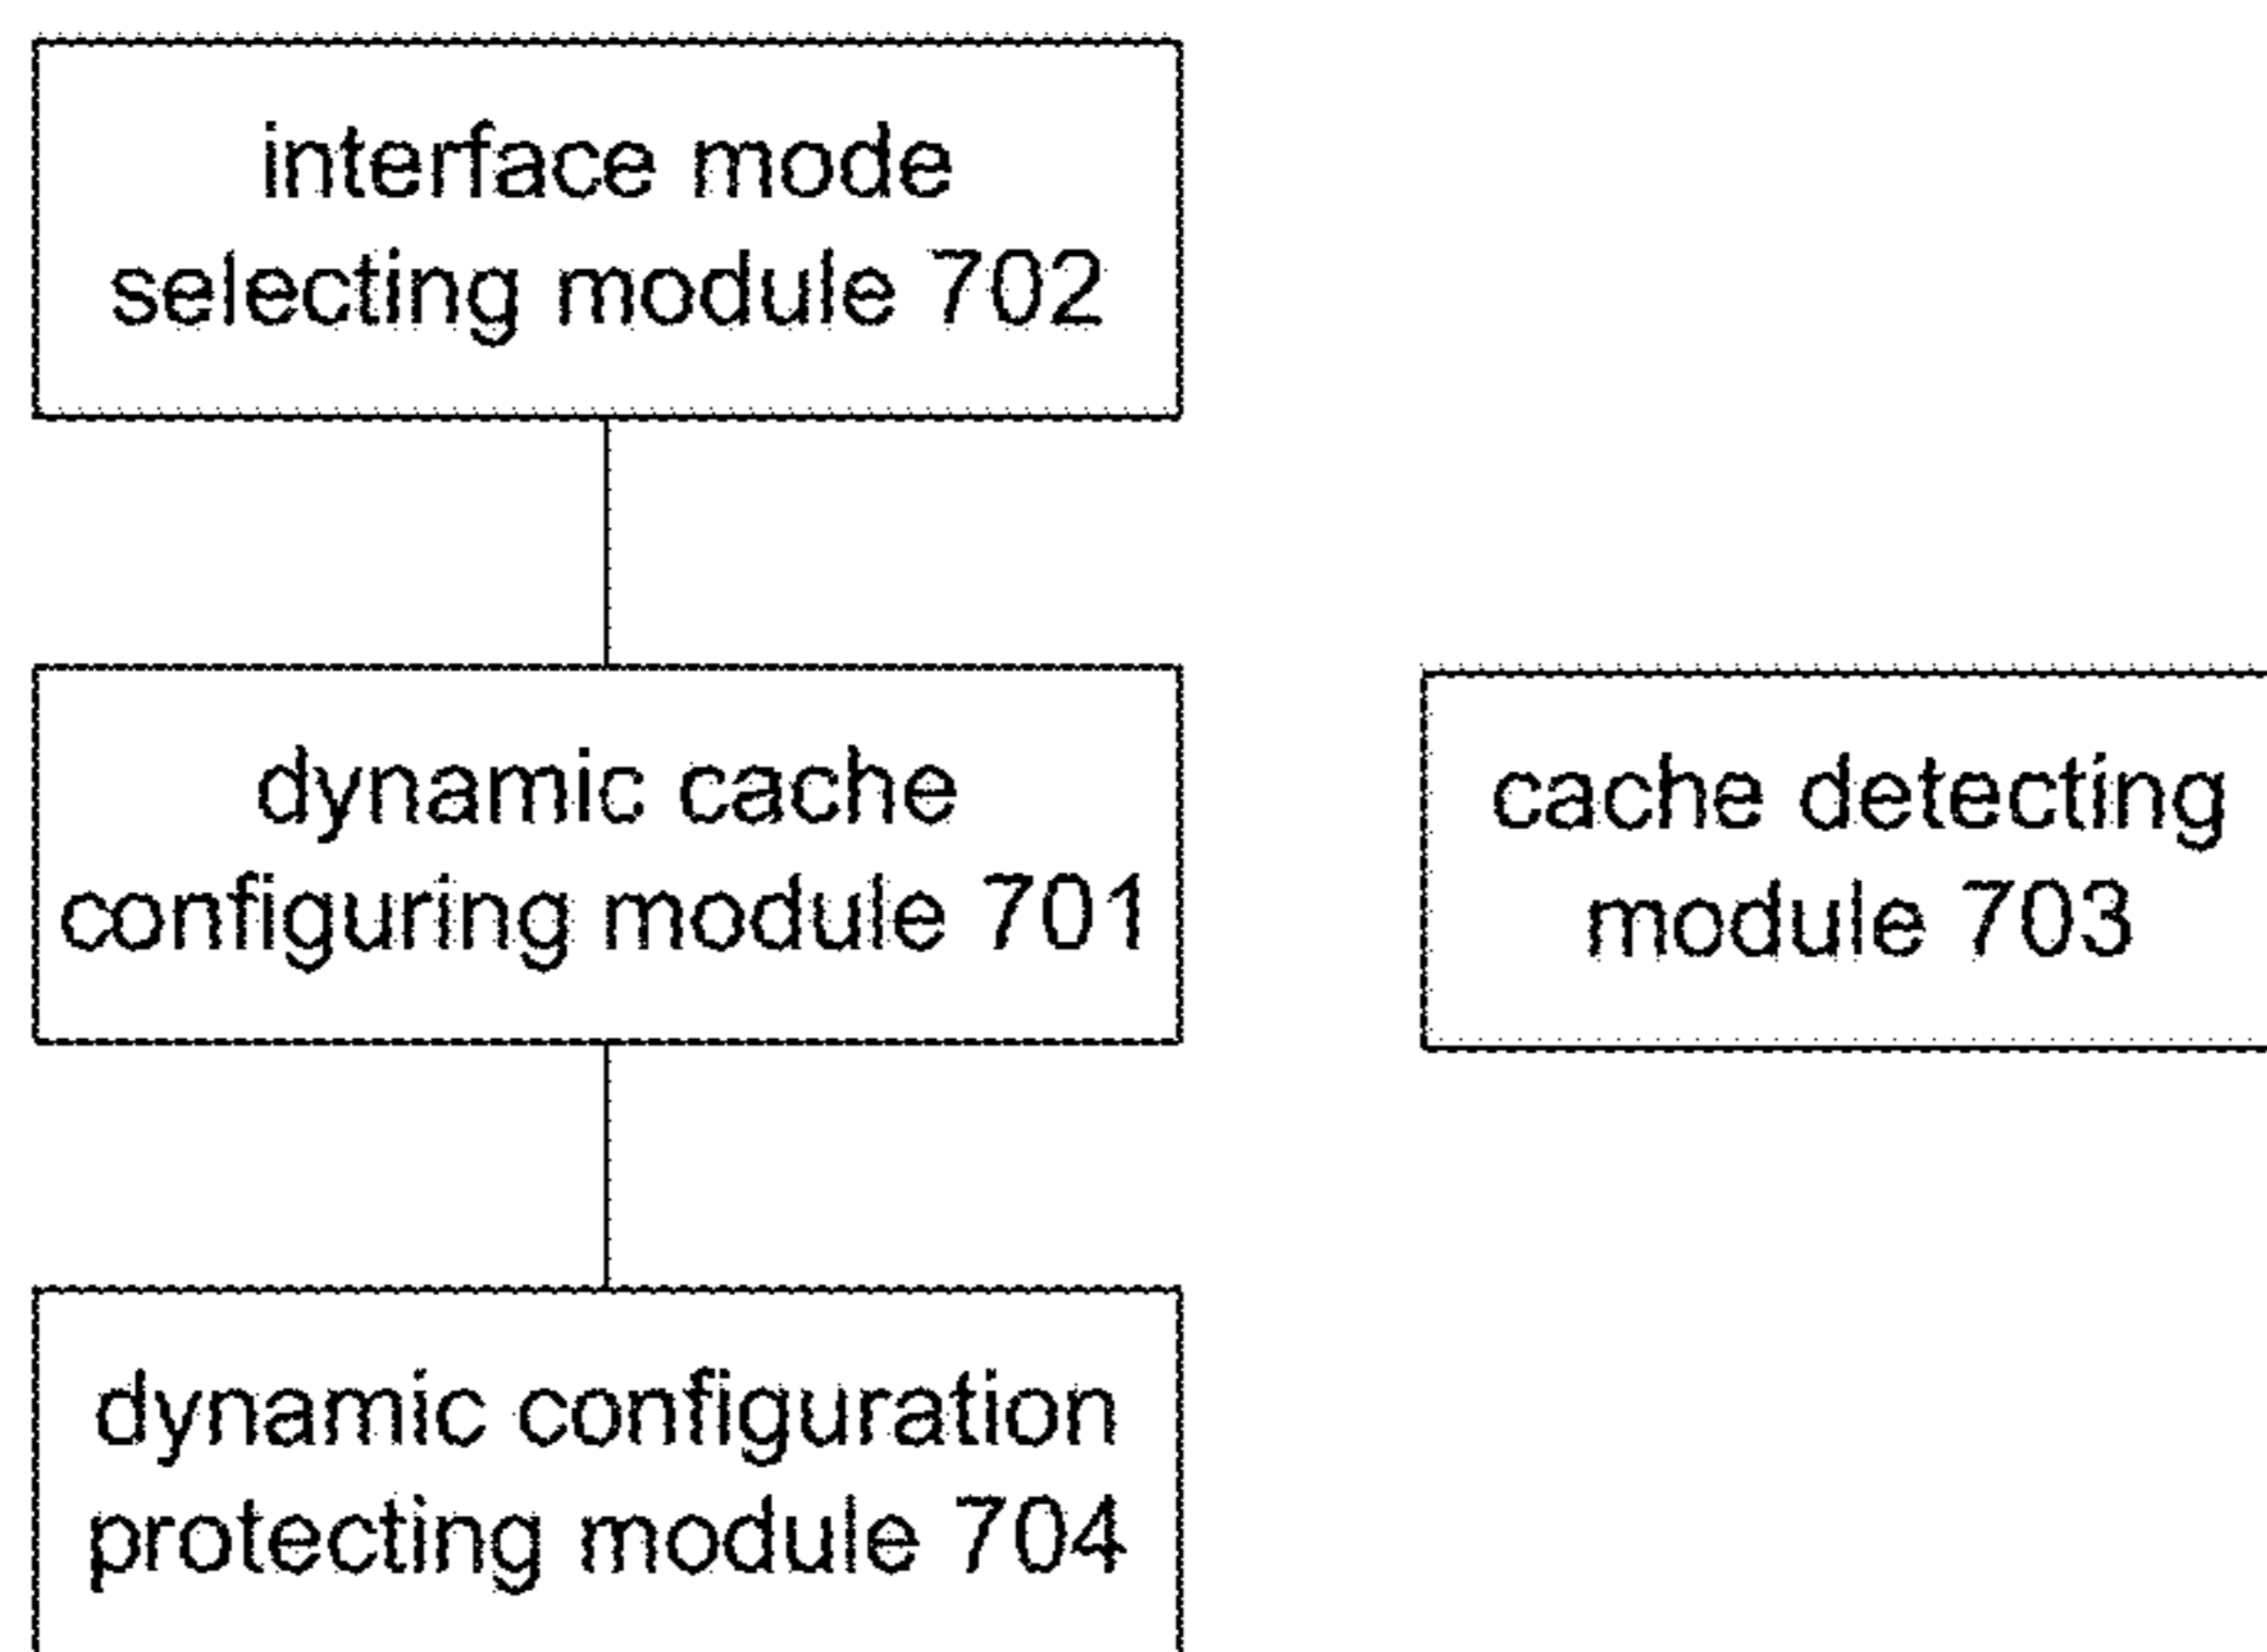 interface mode
selecting module 702
dynamic cache
configuring module 701
cache detecting
module 703
dynamic configuration
protecting module 704